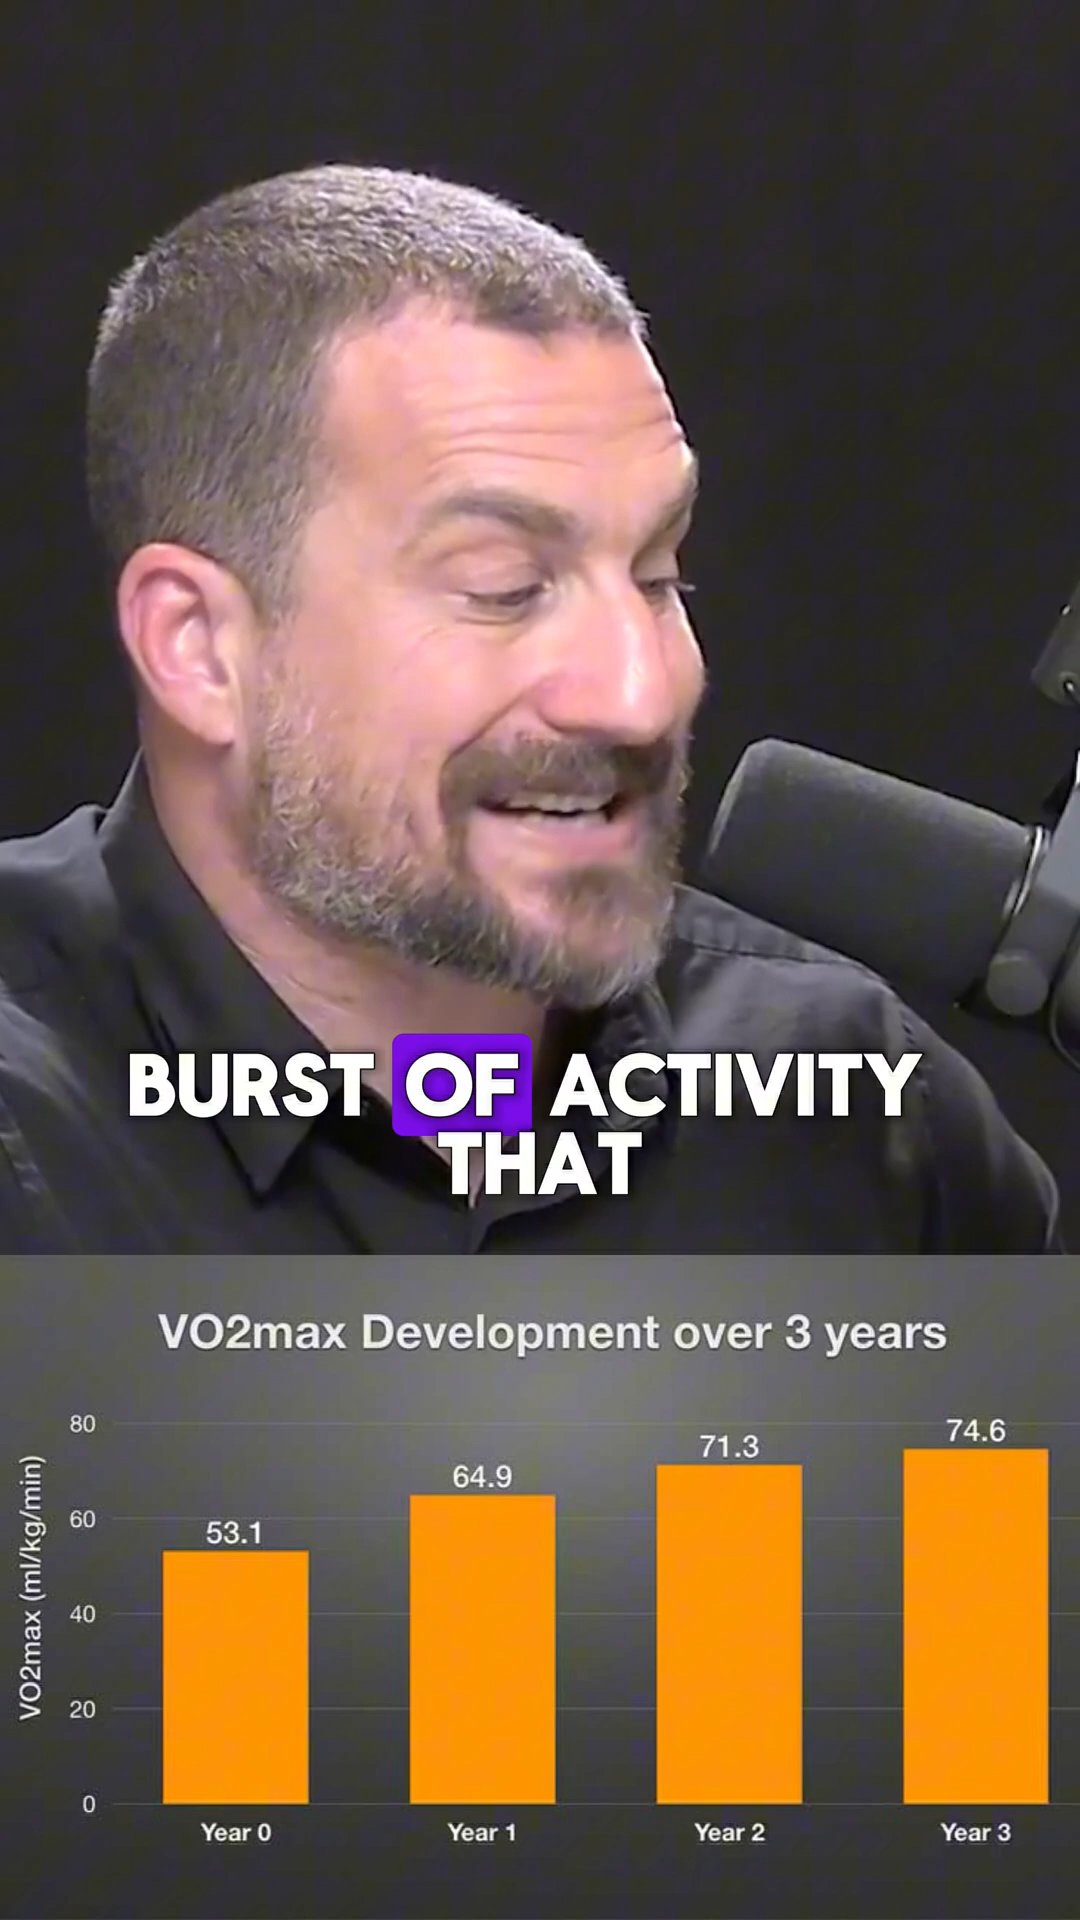 BURST OF ACTIVITY
THAT
VO2max Development over 3 years
VO2max (ml/kg/min)
80
60
40
20
0
53.1
64.9
71.3
74.6
Year 0
Year 1
Year 2
Year 3